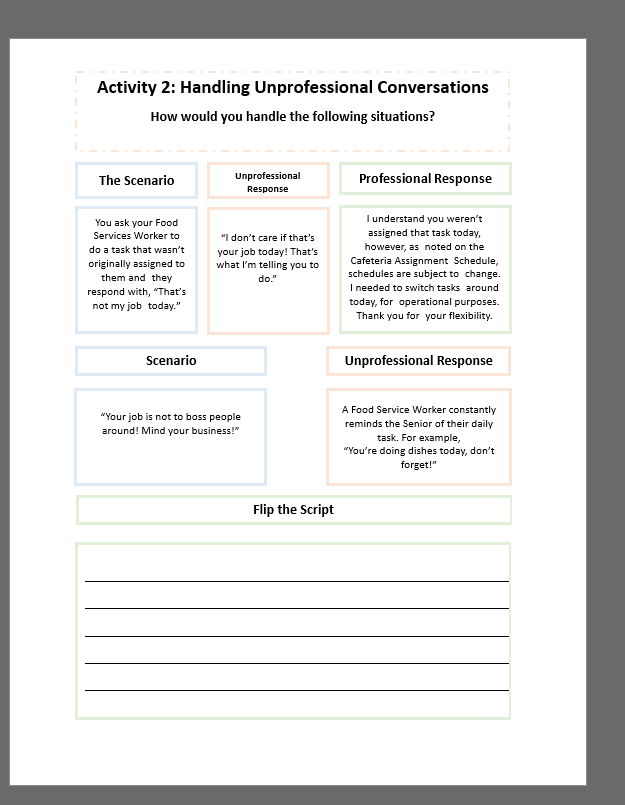 Activity 2: Handling Unprofessional Conversations
How would you handle the following situations?
The Scenario
Unprofessional
Response
Professional Response
You ask your Food
Services Worker to
do a task that wasn’t
originally assigned to
them and they
respond with, “That’s
not my job today.”
“I don’t care if that’s
your job today! That’s
what I’m telling you to
do.”
I understand you weren’t
assigned that task today,
however, as noted on the
Cafeteria Assignment Schedule,
schedules are subject to change.
I needed to switch tasks around
today, for operational purposes.
Thank you for your flexibility.
Scenario
Unprofessional Response
“Your job is not to boss people
around! Mind your business!”
A Food Service Worker constantly
reminds the Senior of their daily
task. For example,
“You’re doing dishes today, don’t
forget!”
Flip the Script